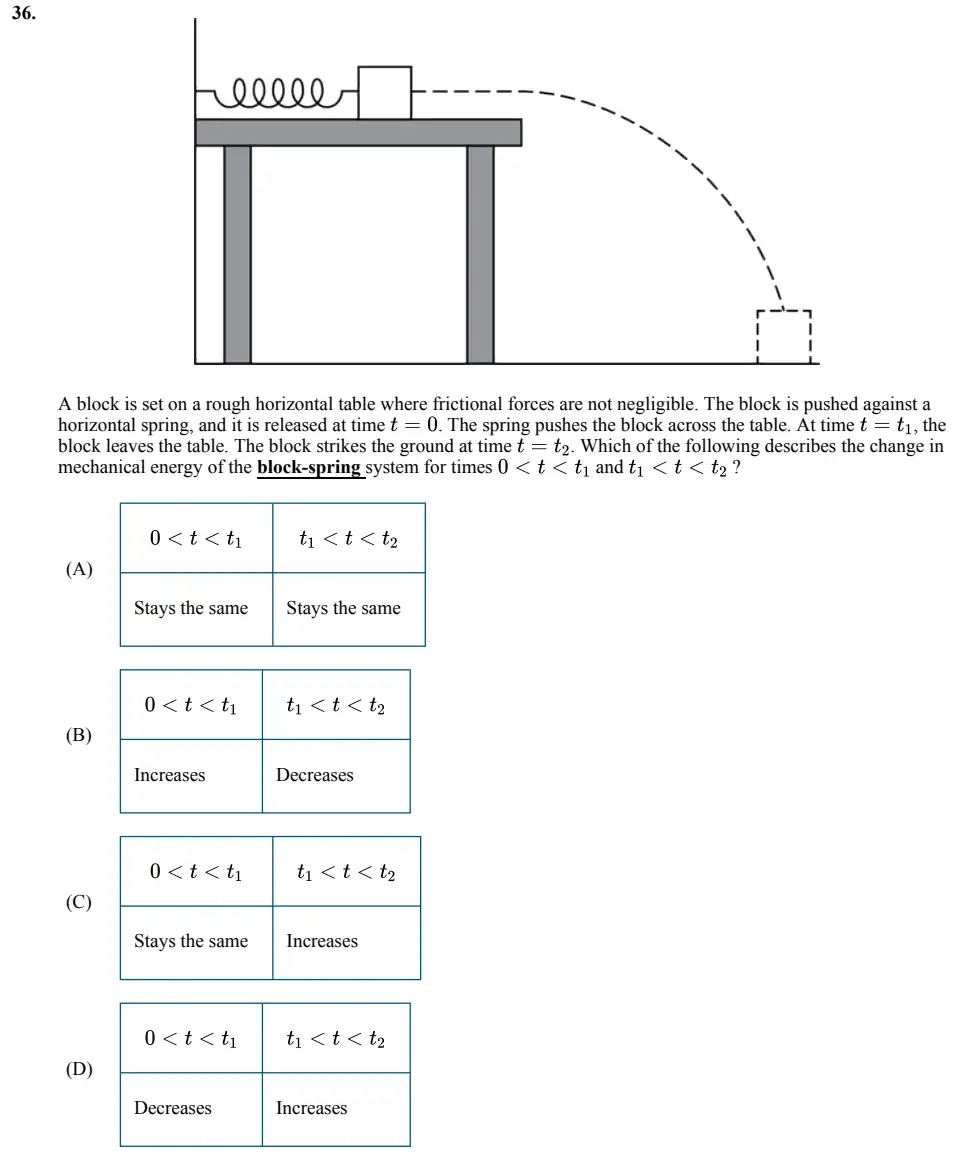 36.
A block is set on a rough horizontal table where frictional forces are not negligible. The block is pushed against a
horizontal spring, and it is released at time t = 0. The spring pushes the block across the table. At time t = t₁, the
block leaves the table. The block strikes the ground at time t = t₂. Which of the following describes the change in
mechanical energy of the block-spring system for times 0 < t < t₁ and t₁ < t < t₂ ?
(A)
0 < t < t₁ t₁ < t < t₂
Stays the same Stays the same
(B)
0 < t < t₁ t₁ < t < t₂
Increases Decreases
(C)
0 < t < t₁ t₁ < t < t₂
Stays the same Increases
(D)
0 < t < t₁ t₁ < t < t₂
Decreases Increases